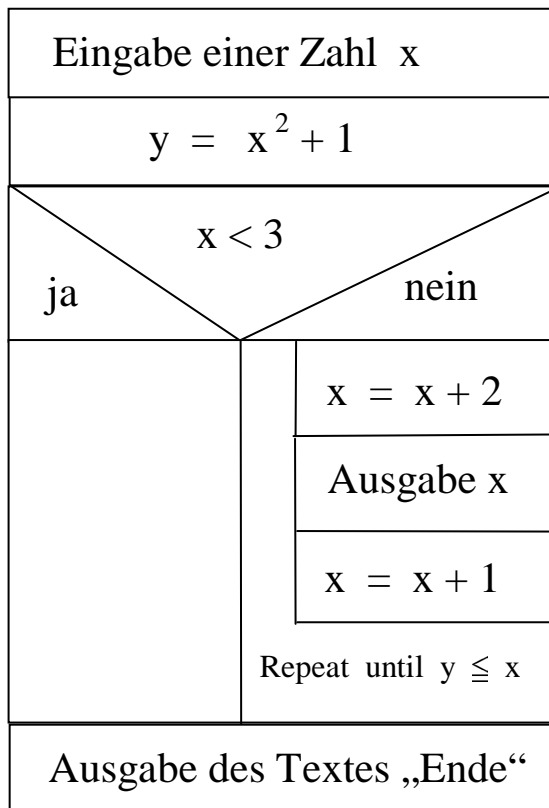 Eingabe einer Zahl x
y = x² + 1
x < 3
ja
nein
x = x + 2
Ausgabe x
x = x + 1
Repeat until y ≦ x
Ausgabe des Textes „Ende“